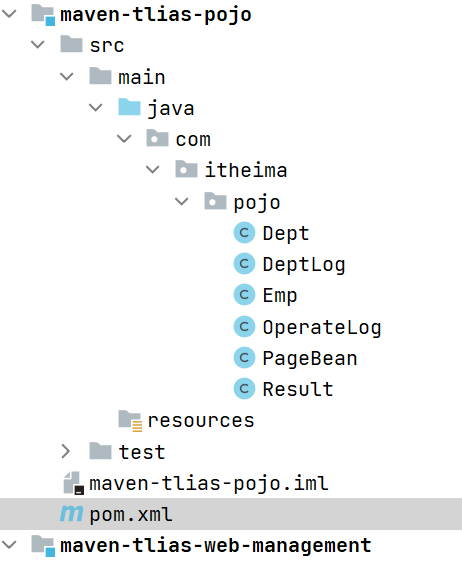 maven-tlias-pojo
src
main
java
com
itheima
pojo
C Dept
C DeptLog
C Emp
C OperateLog
C PageBean
C Result
resources
test
maven-tlias-pojo.iml
m pom.xml
maven-tlias-web-management